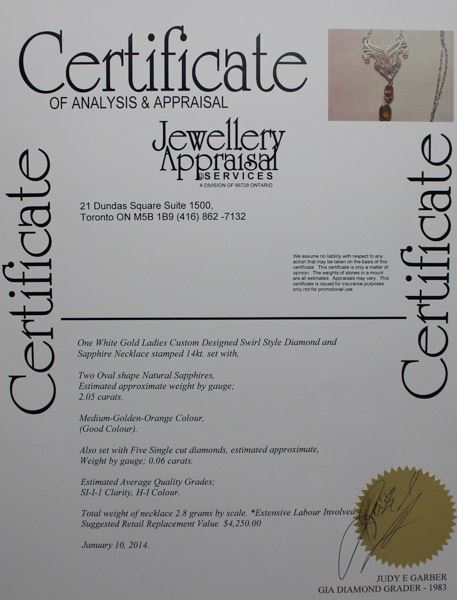 Certificate
OF ANALYSIS & APPRAISAL
Jewellery
Appraisal
SERVICES
A DIVISION OF 66728 ONTARIO
Certificate
Certificate
21 Dundas Square Suite 1500,
Toronto ON M5B 1B9 (416) 862 -7132
We assume no liability with respect to any
action that may be taken on the basis of this
certificate. This certificate is only a matter of
opinion. The weights of stones in a mount
are all estimated. Appraisals may vary. This
certificate is issued for insurance purposes
only not for promotional use.
One White Gold Ladies Custom Designed Swirl Style Diamond and
Sapphire Necklace stamped 14kt. set with,
Two Oval shape Natural Sapphires,
Estimated approximate weight by gauge;
2.05 carats.
Medium-Golden-Orange Colour,
(Good Colour).
Also set with Five Single cut diamonds, estimated approximate,
Weight by gauge; 0.06 carats.
Estimated Average Quality Grades;
SI-I-1 Clarity, H-I Colour.
Total weight of necklace 2.8 grams by scale. *Extensive Labour Involved
Suggested Retail Replacement Value $4,250.00
January 10, 2014.
JUDY E GARBER
GIA DIAMOND GRADER - 1983